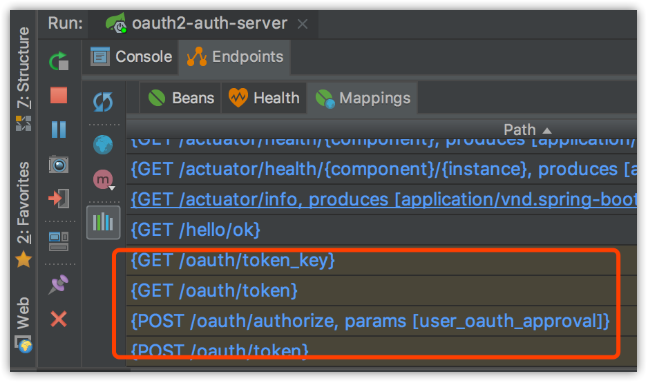 Run: oauth2-auth-server
Console Endpoints
Beans Health Mappings
Path
{GET /actuator/health/{component}, produces [application/
{GET /actuator/health/{component}/{instance}, produces [a
{GET /actuator/info, produces [application/vnd.spring-boot
{GET /hello/ok}
{GET /oauth/token_key}
{GET /oauth/token}
{POST /oauth/authorize, params [user_oauth_approval]}
{POST /oauth/token}
7: Structure
2: Favorites
Web